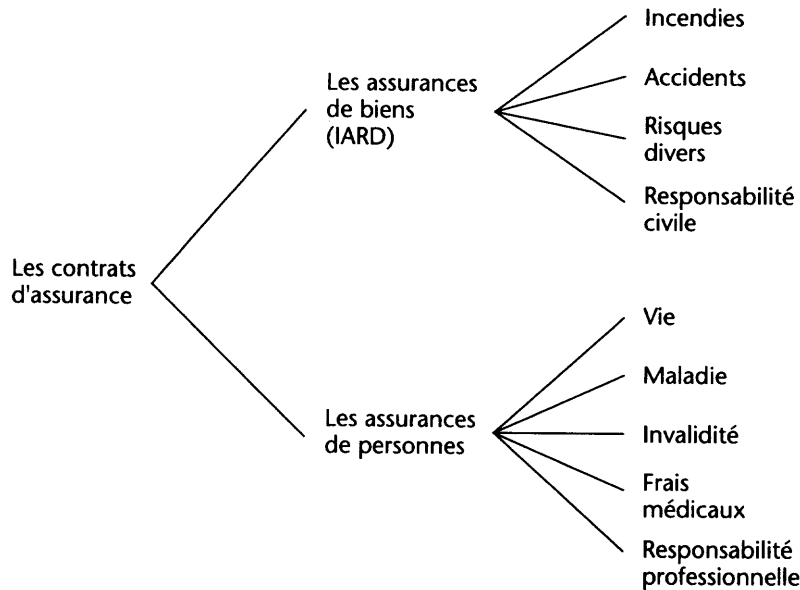 Les contrats
d'assurance
Les assurances
de biens
(IARD)
Incendies
Accidents
Risques
divers
Responsabilité
civile
Les assurances
de personnes
Vie
Maladie
Invalidité
Frais
médicaux
Responsabilité
professionnelle